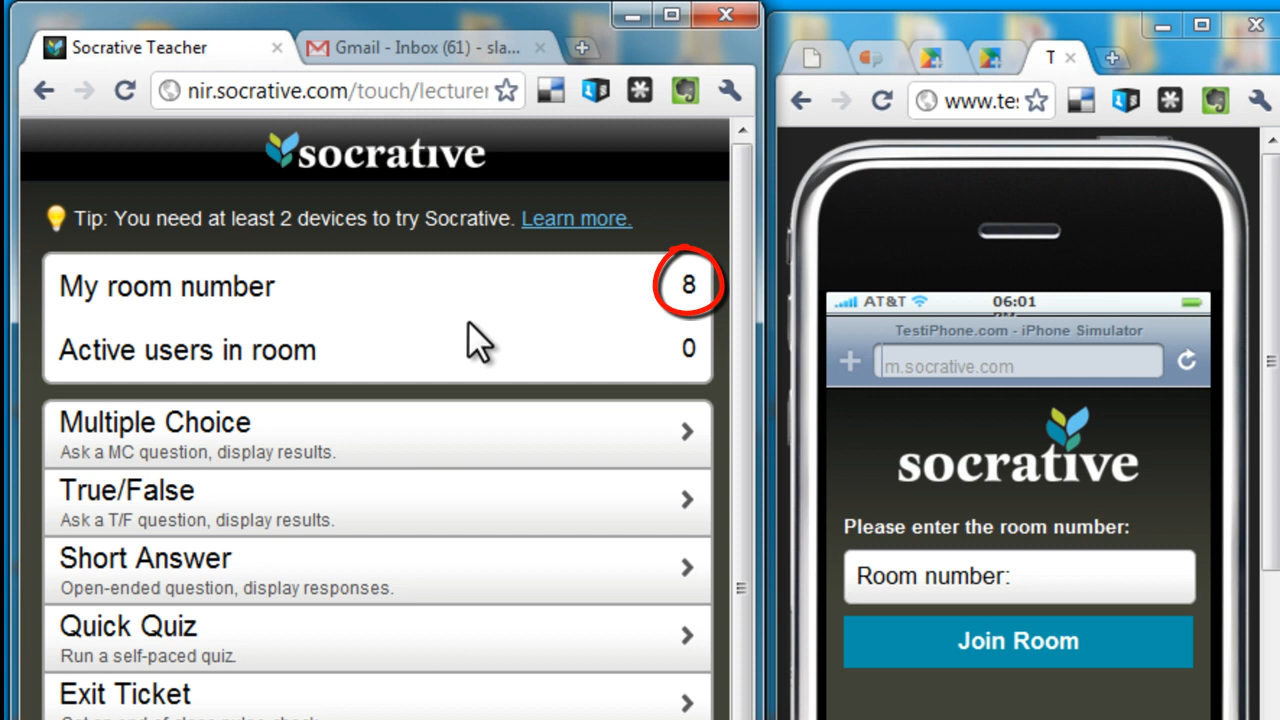 Socrative Teacher
Gmail - Inbox (61) - sla...
nir.socrative.com/touch/lecturer
socrative
Tip: You need at least 2 devices to try Socrative. Learn more.
My room number 8
Active users in room 0
Multiple Choice
Ask a MC question, display results.
True/False
Ask a T/F question, display results.
Short Answer
Open-ended question, display responses.
Quick Quiz
Run a self-paced quiz.
Exit Ticket
T
www.te
AT&T 06:01
TestiPhone.com - iPhone Simulator
m.socrative.com
socrative
Please enter the room number:
Room number:
Join Room